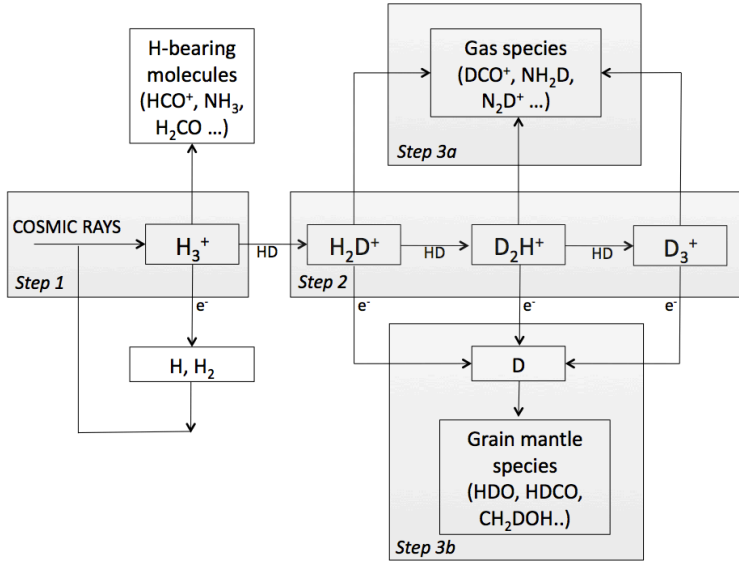 H-bearing
molecules
(HCO⁺, NH₃,
H₂CO ...)
Gas species
(DCO⁺, NH₂D,
N₂D⁺ ...)
Step 3a
COSMIC RAYS
H₃⁺
HD
H₂D⁺
HD
D₂H⁺
HD
D₃⁺
Step 1
Step 2
e⁻
e⁻
e⁻
e⁻
H, H₂
D
Grain mantle
species
(HDO, HDCO,
CH₂DOH..)
Step 3b